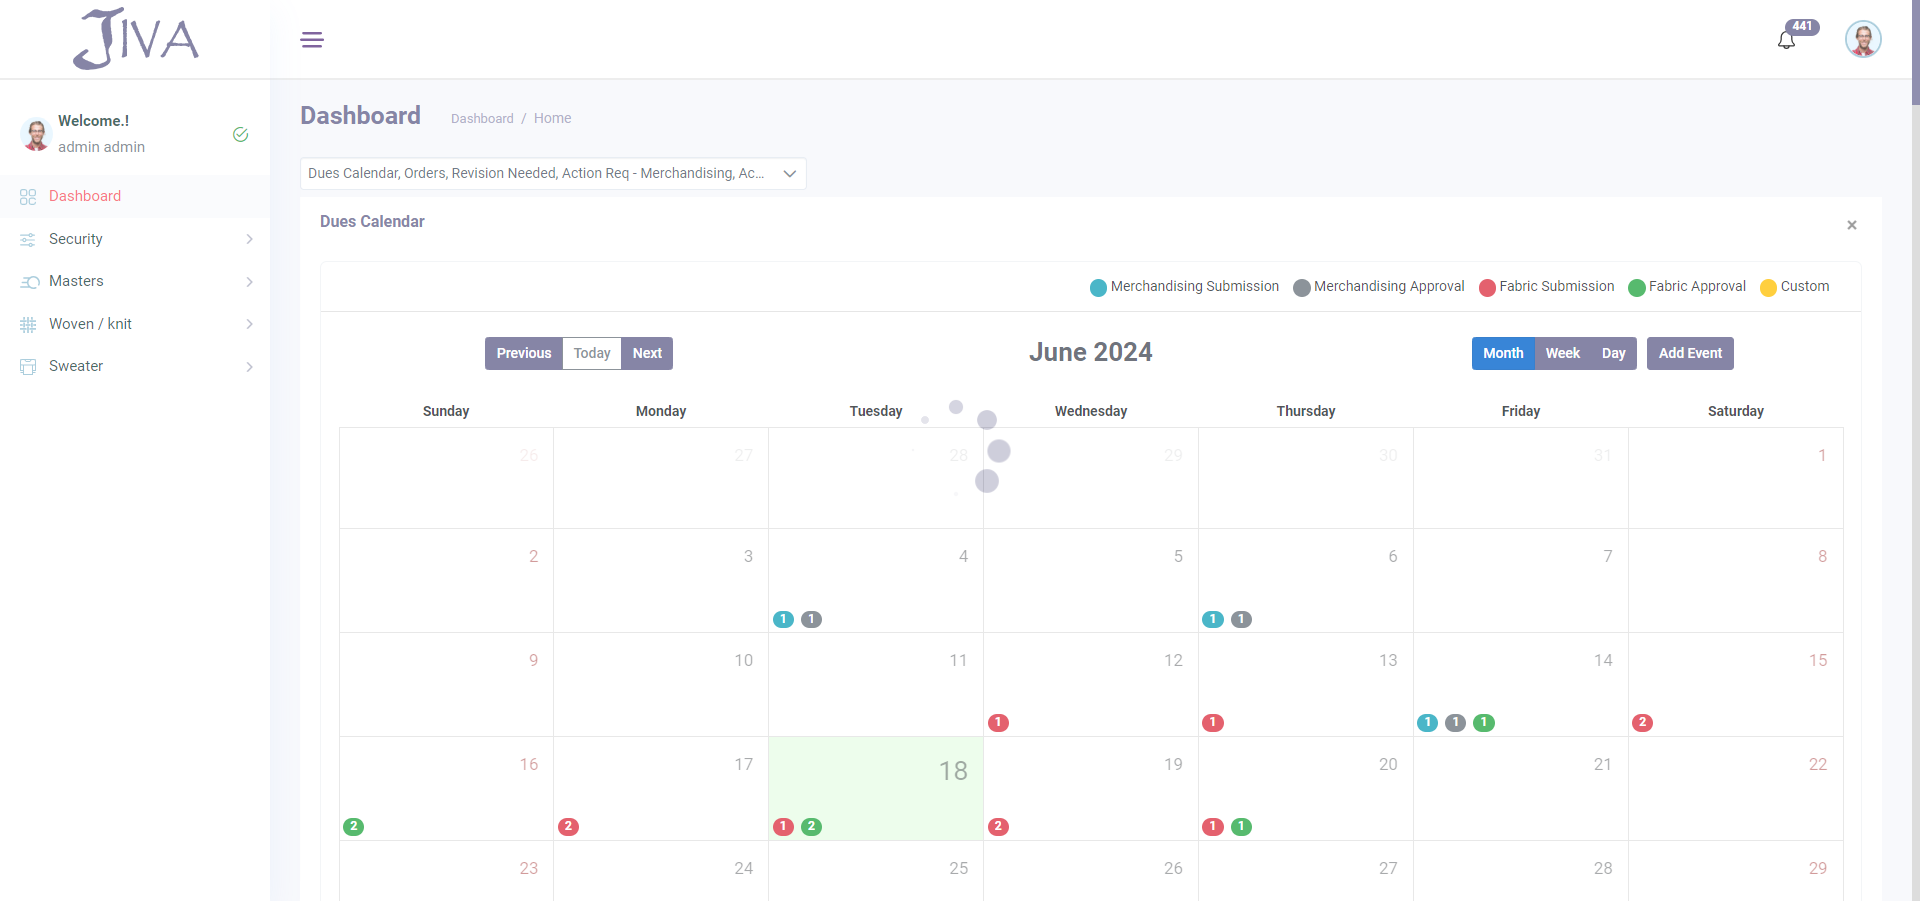 JIVA
441
Welcome.!
admin admin
Dashboard
Security
Masters
Woven / knit
Sweater
Dashboard
Dashboard / Home
Dues Calendar, Orders, Revision Needed, Action Req - Merchandising, Ac...
Dues Calendar
×
Merchandising Submission Merchandising Approval Fabric Submission Fabric Approval Custom
Previous Today Next
June 2024
Month Week Day Add Event
Sunday Monday Tuesday Wednesday Thursday Friday Saturday
26 27 28 29 30 31 1
2 3 4 5 6 7 8
1 1 1 1
9 10 11 12 13 14 15
1 1 1 1 1 2
16 17 18 19 20 21 22
2 2 1 2 2 1 1
23 24 25 26 27 28 29